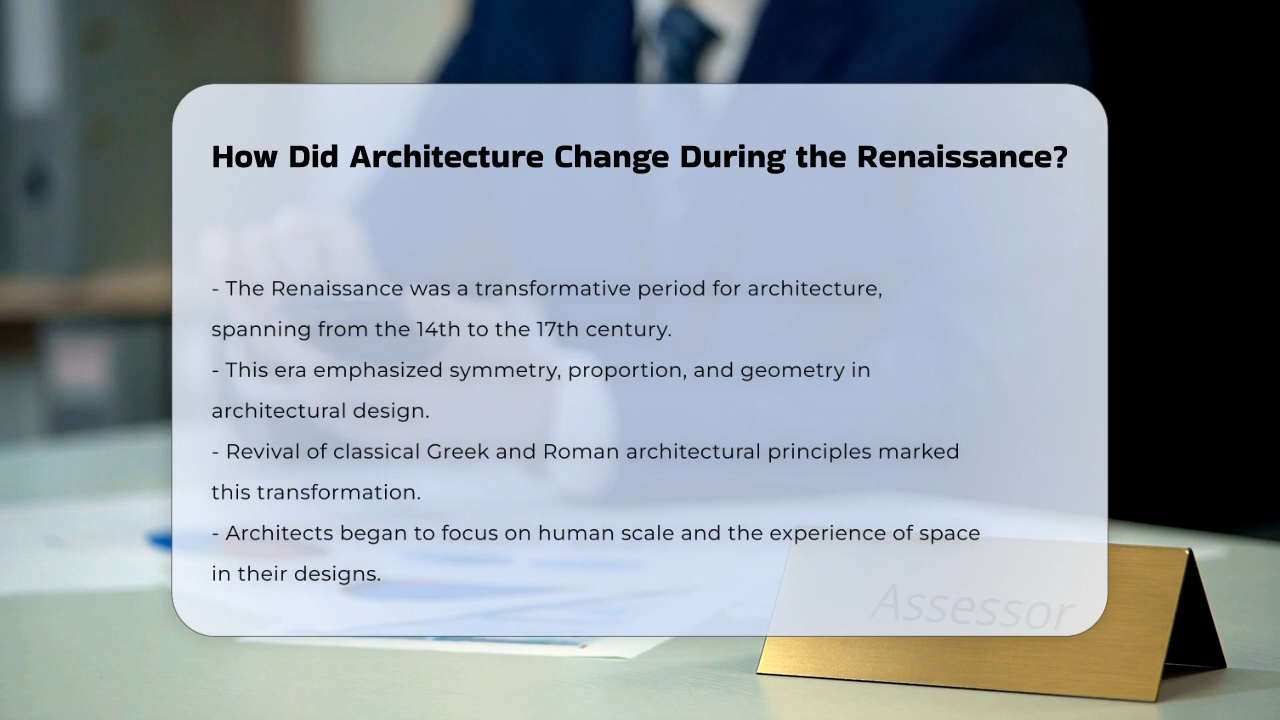 How Did Architecture Change During the Renaissance?
- The Renaissance was a transformative period for architecture,
spanning from the 14th to the 17th century.
- This era emphasized symmetry, proportion, and geometry in
architectural design.
- Revival of classical Greek and Roman architectural principles marked
this transformation.
- Architects began to focus on human scale and the experience of space
in their designs.
Assessor